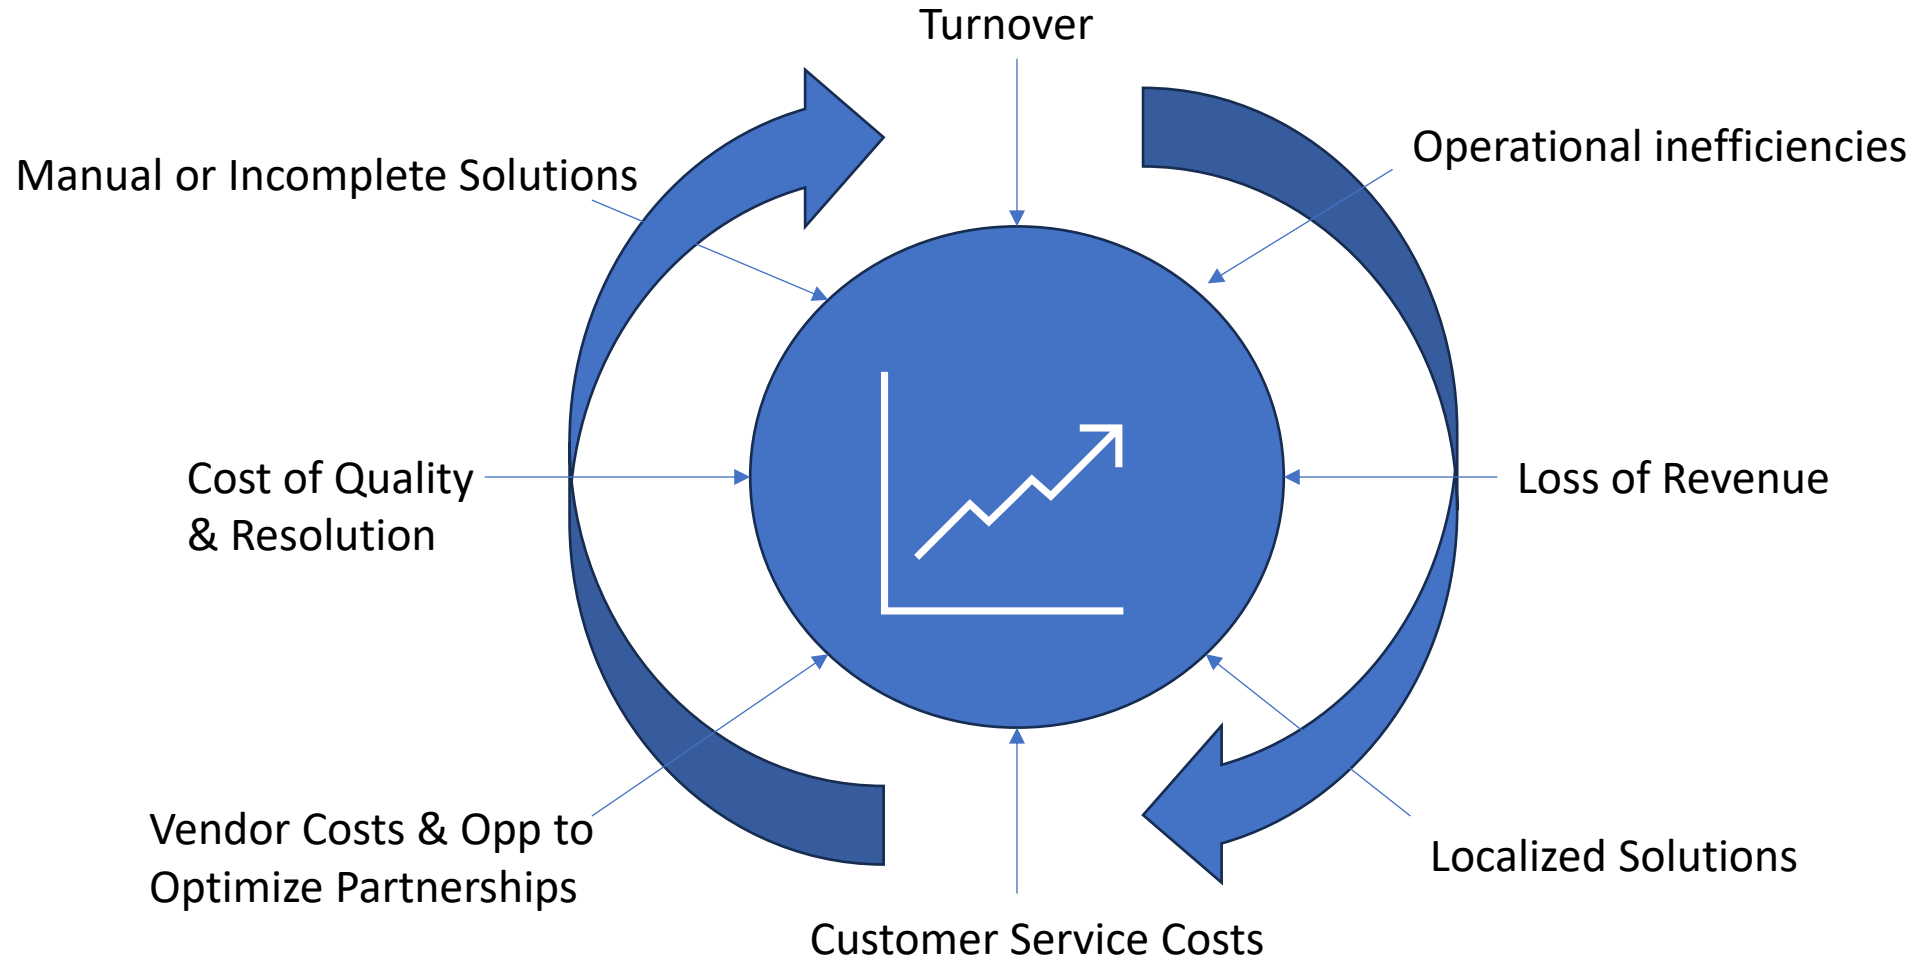 Turnover
Operational inefficiencies
Manual or Incomplete Solutions
Cost of Quality
& Resolution
Loss of Revenue
Vendor Costs & Opp to
Optimize Partnerships
Localized Solutions
Customer Service Costs